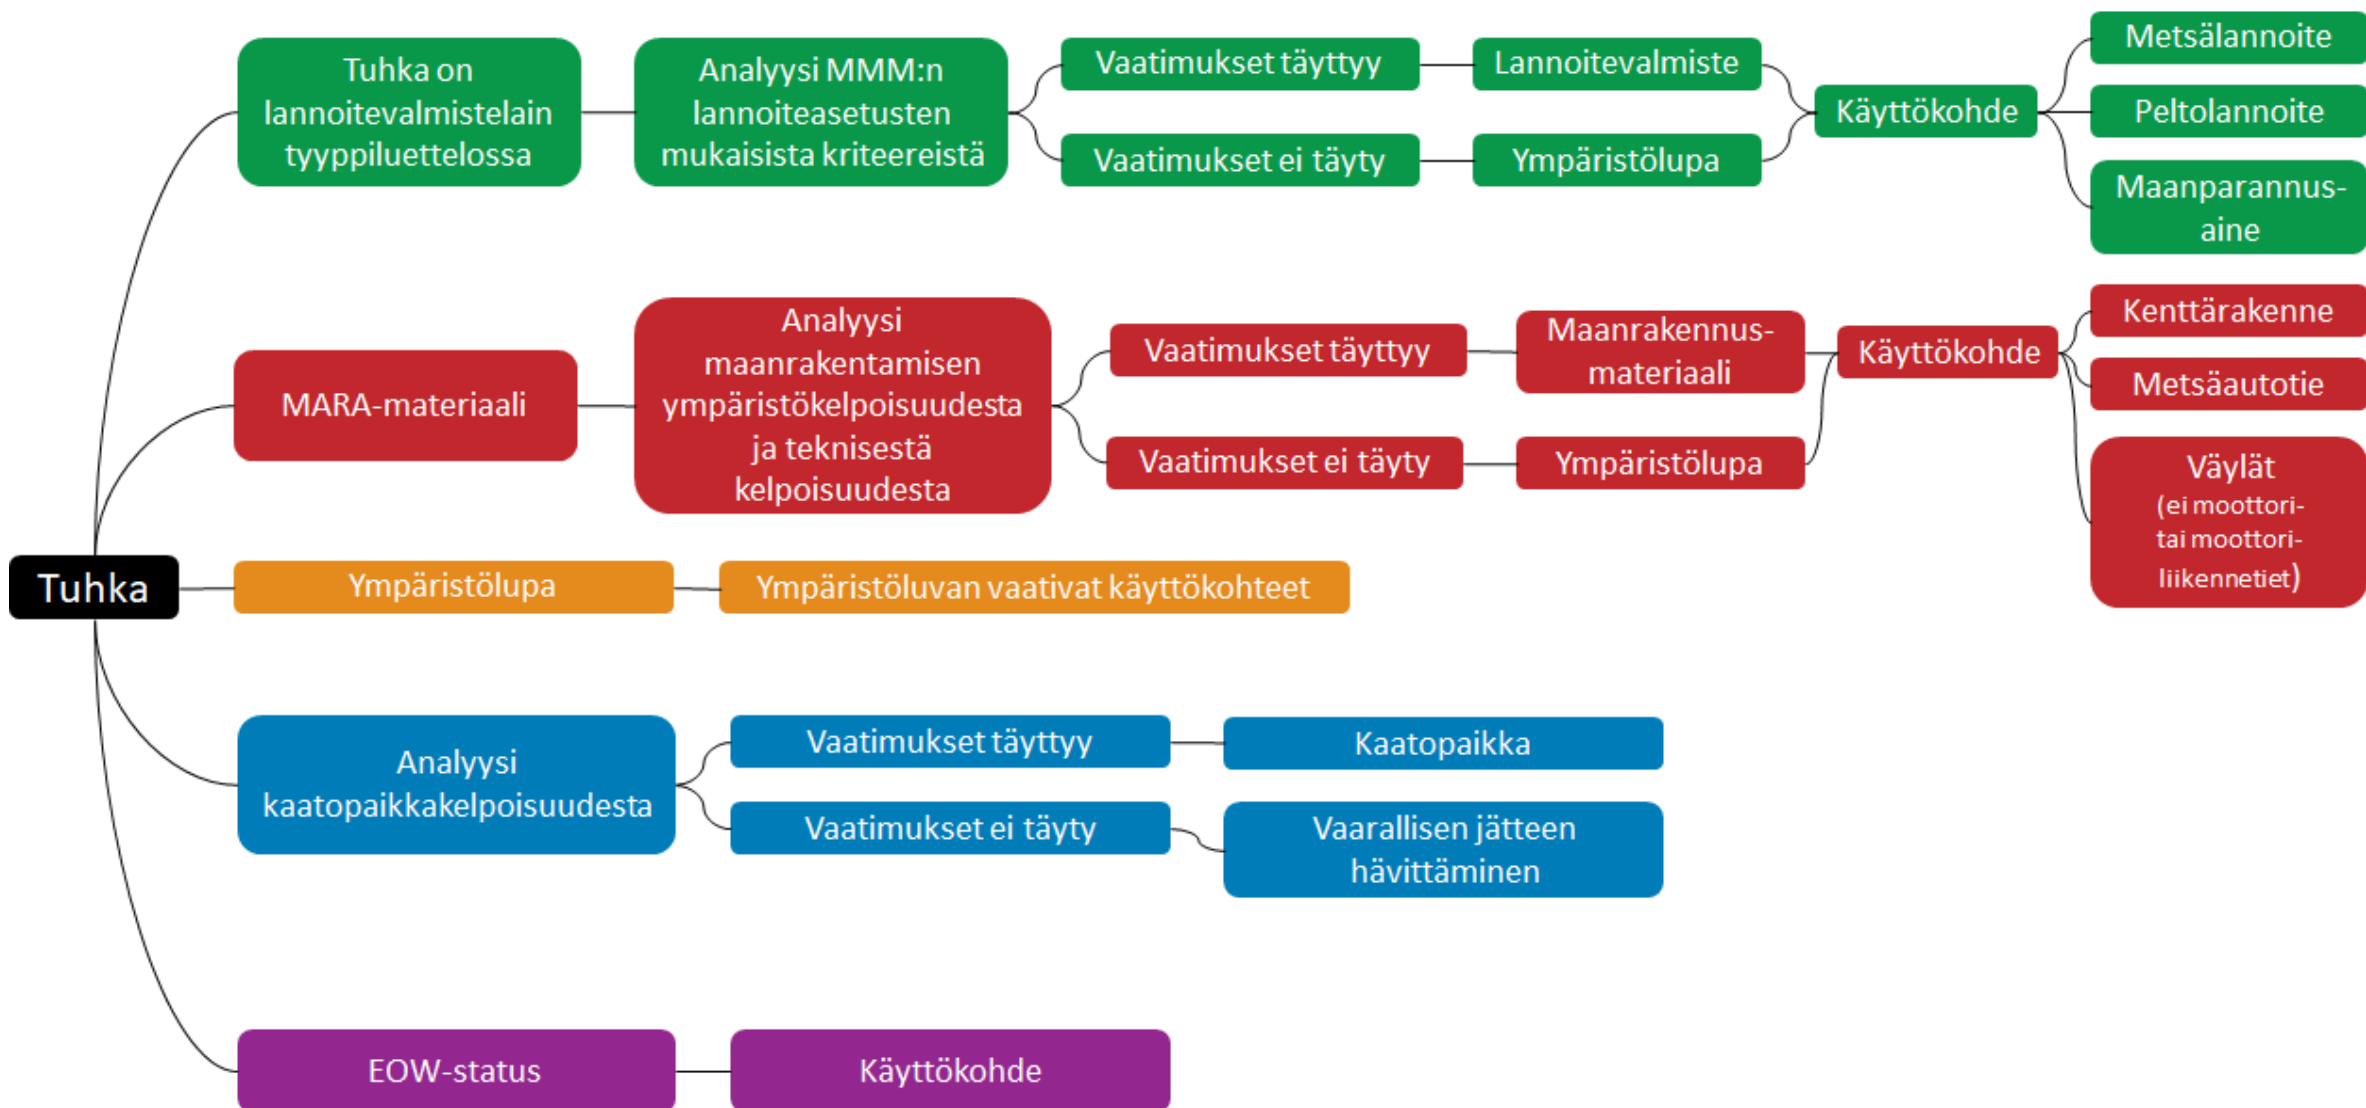 Tuhka
Tuhka on
lannoitevalmistelain
tyyppiluettelossa
Analyysi MMM:n
lannoiteasetusten
mukaisista kriteereistä
Vaatimukset täyttyy
Lannoitevalmiste
Vaatimukset ei täyty
Ympäristölupa
Käyttökohde
Metsälannoite
Peltolannoite
Maanparannus-
aine
MARA-materiaali
Analyysi
maanrakentamisen
ympäristökelpoisuudesta
ja teknisestä
kelpoisuudesta
Vaatimukset täyttyy
Maanrakennus-
materiaali
Vaatimukset ei täyty
Ympäristölupa
Käyttökohde
Kenttärakenne
Metsäautotie
Väylät
(ei moottori-
tai moottori-
liikennetiet)
Ympäristölupa
Ympäristöluvan vaativat käyttökohteet
Analyysi
kaatopaikkakelpoisuudesta
Vaatimukset täyttyy
Kaatopaikka
Vaatimukset ei täyty
Vaarallisen jätteen
hävittäminen
EOW-status
Käyttökohde